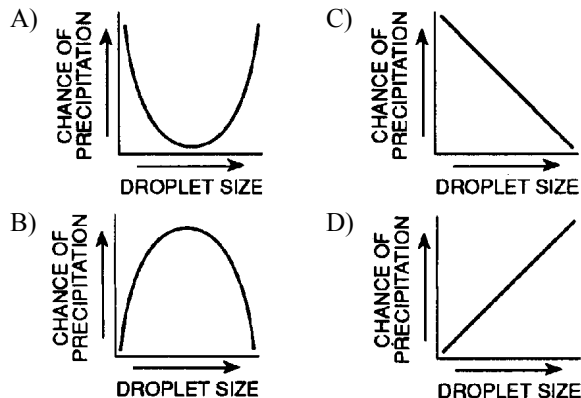 A)
CHANCE OF
PRECIPITATION
DROPLET SIZE
B)
CHANCE OF
PRECIPITATION
DROPLET SIZE
C)
CHANCE OF
PRECIPITATION
DROPLET SIZE
D)
CHANCE OF
PRECIPITATION
DROPLET SIZE